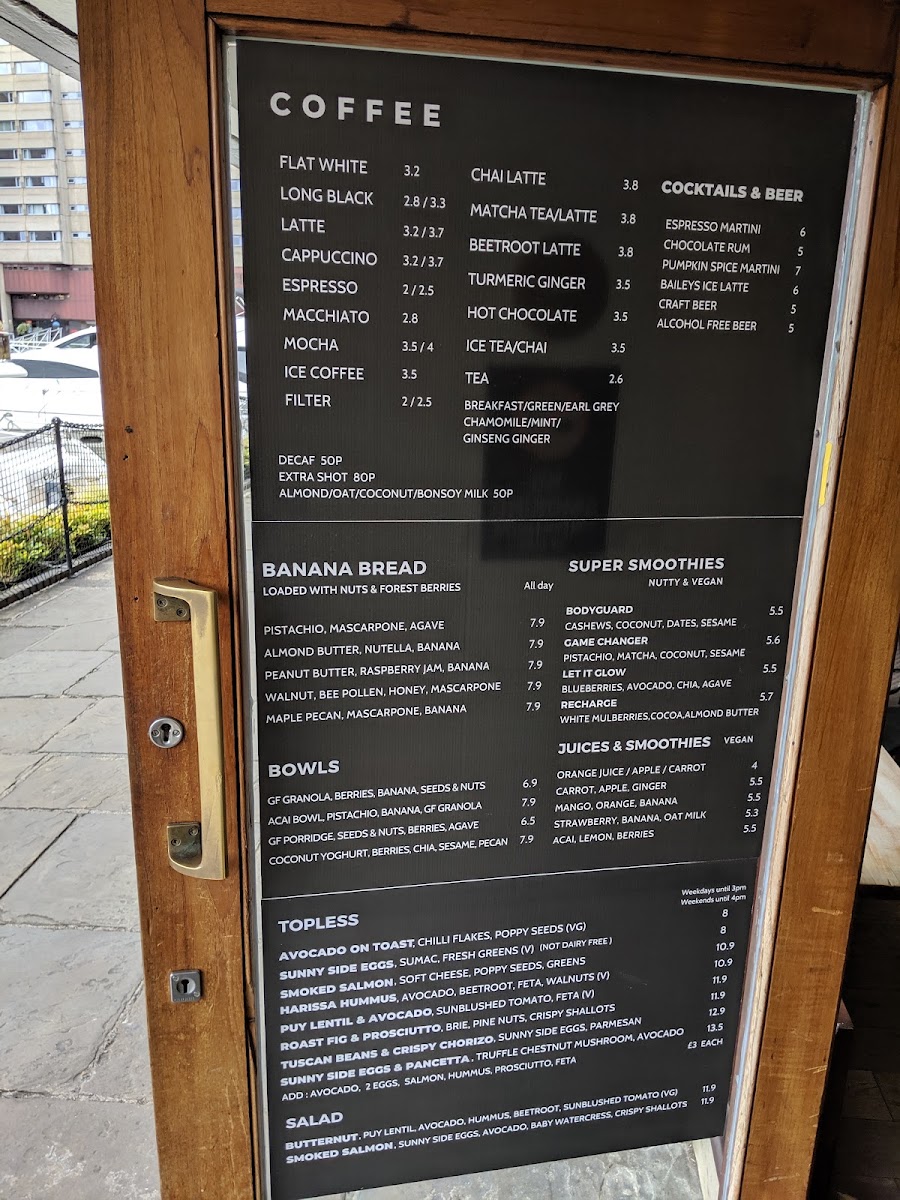 COFFEE
FLAT WHITE 3.2
LONG BLACK 2.8 / 3.3
LATTE 3.2 / 3.7
CAPPUCCINO 3.2 / 3.7
ESPRESSO 2 / 2.5
MACCHIATO 2.8
MOCHA 3.5 / 4
ICE COFFEE 3.5
FILTER 2 / 2.5
DECAF 50P
EXTRA SHOT 80P
ALMOND/OAT/COCONUT/BONSOY MILK 50P
CHAI LATTE 3.8
MATCHA TEA/LATTE 3.8
BEETROOT LATTE 3.8
TURMERIC GINGER 3.5
HOT CHOCOLATE 3.5
ICE TEA/CHAI 3.5
TEA 2.6
BREAKFAST/GREEN/EARL GREY
CHAMOMILE/MINT/
GINSENG GINGER
COCKTAILS & BEER
ESPRESSO MARTINI 6
CHOCOLATE RUM 5
PUMPKIN SPICE MARTINI 7
BAILEYS ICE LATTE 6
CRAFT BEER 5
ALCOHOL FREE BEER 5
BANANA BREAD
LOADED WITH NUTS & FOREST BERRIES All day
PISTACHIO, MASCARPONE, AGAVE 7.9
ALMOND BUTTER, NUTELLA, BANANA 7.9
PEANUT BUTTER, RASPBERRY JAM, BANANA 7.9
WALNUT, BEE POLLEN, HONEY, MASCARPONE 7.9
MAPLE PECAN, MASCARPONE, BANANA 7.9
BOWLS
GF GRANOLA, BERRIES, BANANA, SEEDS & NUTS 6.9
ACAI BOWL, PISTACHIO, BANANA, GF GRANOLA 7.9
GF PORRIDGE, SEEDS & NUTS, BERRIES, AGAVE 6.5
COCONUT YOGHURT, BERRIES, CHIA, SESAME, PECAN 7.9
SUPER SMOOTHIES
NUTTY & VEGAN
BODYGUARD 5.5
CASHEWS, COCONUT, DATES, SESAME
GAME CHANGER 5.6
PISTACHIO, MATCHA, COCONUT, SESAME
LET IT GLOW 5.5
BLUEBERRIES, AVOCADO, CHIA, AGAVE
RECHARGE 5.7
WHITE MULBERRIES,COCOA,ALMOND BUTTER
JUICES & SMOOTHIES VEGAN
ORANGE JUICE / APPLE / CARROT 4
CARROT, APPLE, GINGER 5.5
MANGO, ORANGE, BANANA 5.5
STRAWBERRY, BANANA, OAT MILK 5.3
ACAI, LEMON, BERRIES 5.5
Weekdays until 3pm
Weekends until 4pm
TOPLESS
AVOCADO ON TOAST, CHILLI FLAKES, POPPY SEEDS (VG) 8
SUNNY SIDE EGGS, SUMAC, FRESH GREENS (V) (NOT DAIRY FREE) 8
SMOKED SALMON, SOFT CHEESE, POPPY SEEDS, GREENS 10.9
HARISSA HUMMUS, AVOCADO, BEETROOT, FETA, WALNUTS (V) 10.9
PUY LENTIL & AVOCADO, SUNBLUSHED TOMATO, FETA (V) 11.9
ROAST FIG & PROSCIUTTO, BRIE, PINE NUTS, CRISPY SHALLOTS 11.9
TUSCAN BEANS & CRISPY CHORIZO, SUNNY SIDE EGGS, PARMESAN 12.9
SUNNY SIDE EGGS & PANCETTA, TRUFFLE CHESTNUT MUSHROOM, AVOCADO 13.5
ADD : AVOCADO, 2 EGGS, SALMON, HUMMUS, PROSCIUTTO, FETA £3 EACH
SALAD
BUTTERNUT, PUY LENTIL, AVOCADO, HUMMUS, BEETROOT, SUNBLUSHED TOMATO (VG) 11.9
SMOKED SALMON, SUNNY SIDE EGGS, AVOCADO, BABY WATERCRESS, CRISPY SHALLOTS 11.9